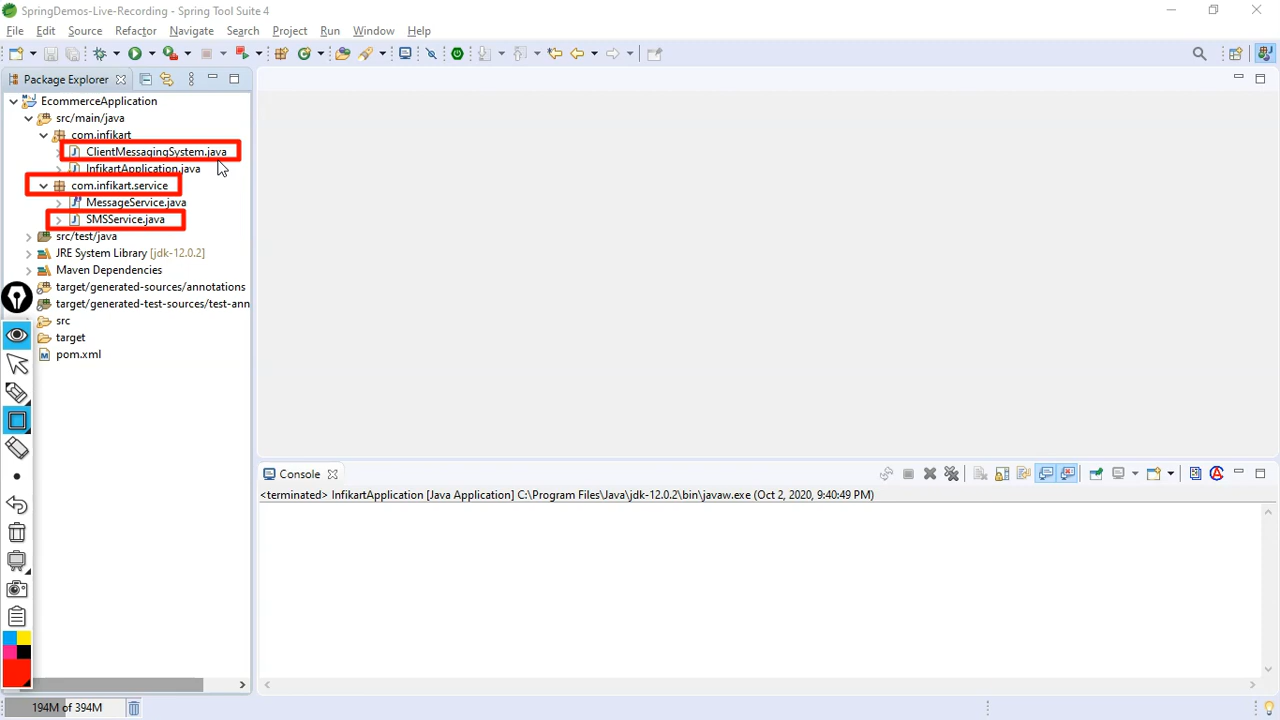 SpringDemos-Live-Recording - Spring Tool Suite 4
File Edit Source Refactor Navigate Search Project Run Window Help
Package Explorer
EcommerceApplication
src/main/java
com.infikart
ClientMessagingSystem.java
InfikartApplication.java
com.infikart.service
MessageService.java
SMSService.java
src/test/java
JRE System Library [jdk-12.0.2]
Maven Dependencies
target/generated-sources/annotations
target/generated-test-sources/test-ann
src
target
pom.xml
Console
<terminated> InfikartApplication [Java Application] C:\Program Files\Java\jdk-12.0.2\bin\javaw.exe (Oct 2, 2020, 9:40:49 PM)
194M of 394M